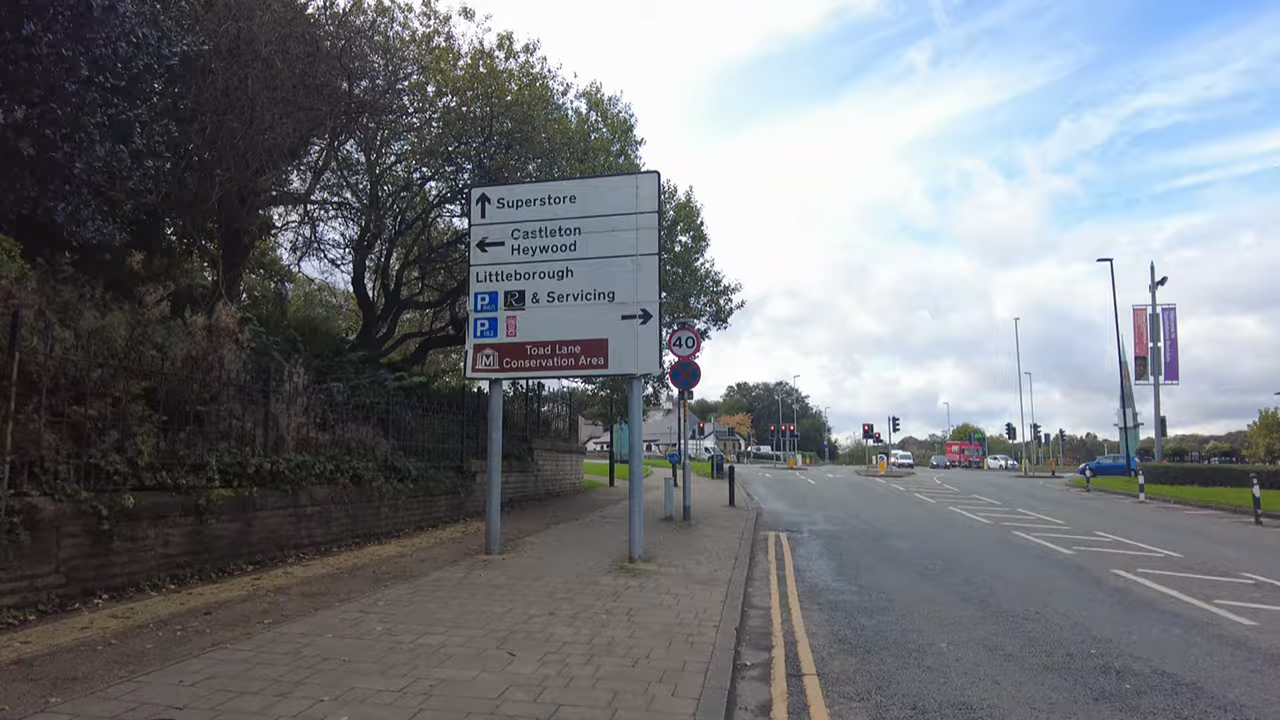 Superstore
Castleton
Heywood
Littleborough
P R & Servicing
P
Toad Lane
Conservation Area
40